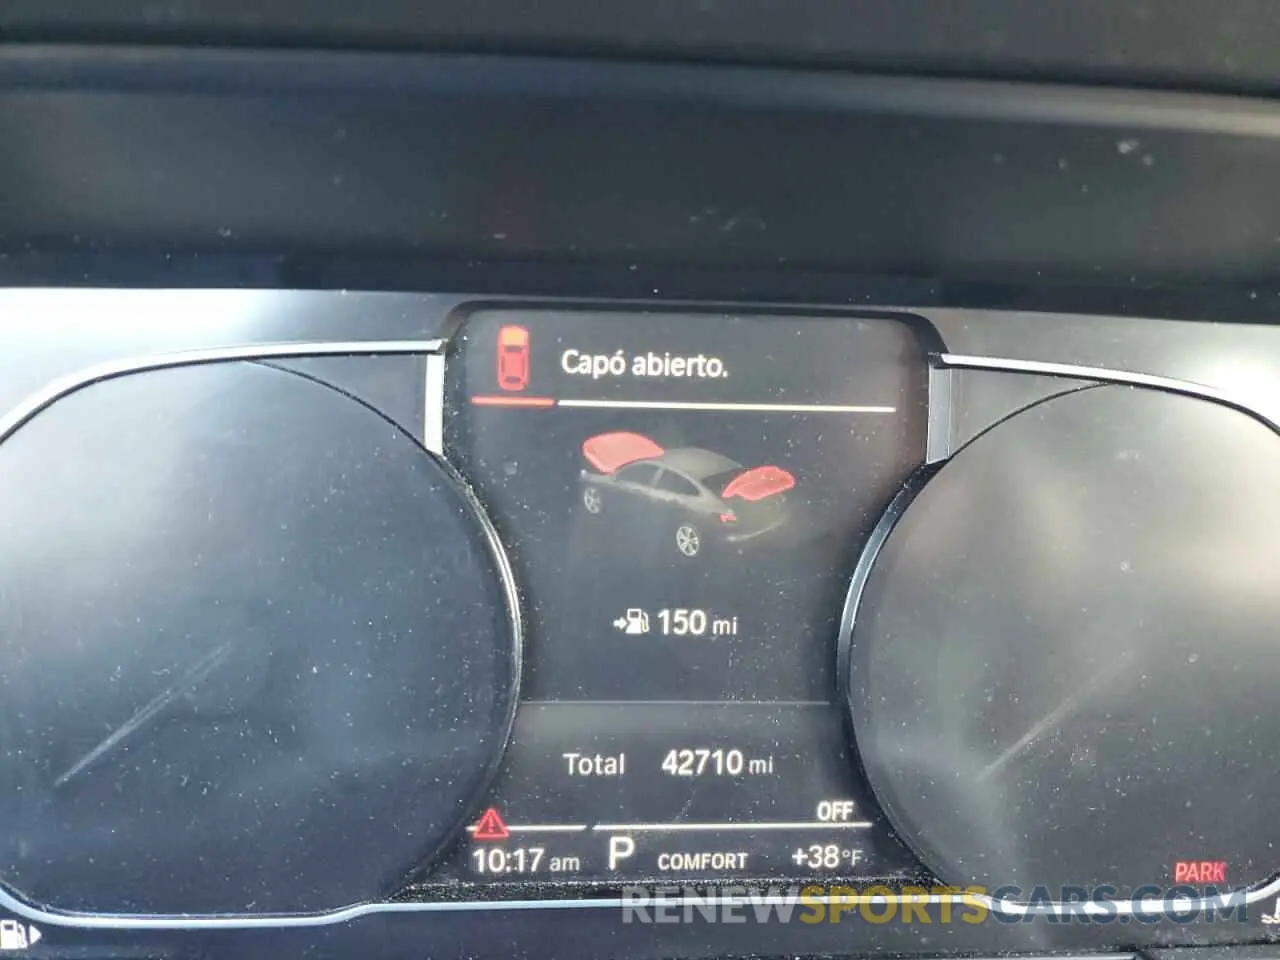 Capó abierto.
150 mi
Total 42710 mi
OFF
10:17 am P COMFORT +38°F
PARK
RENEWSPORTSCARS.COM